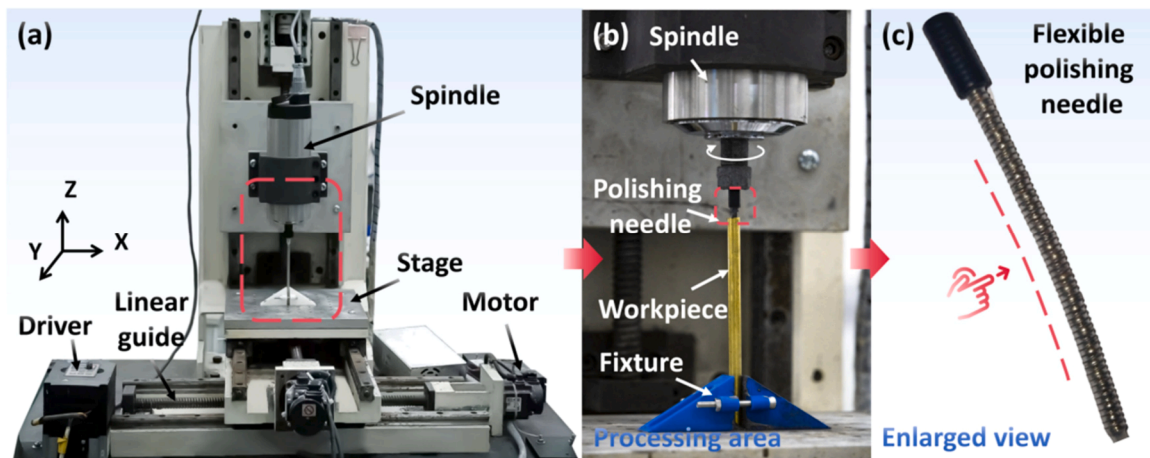 (a)
Spindle
Z
Y
X
Stage
Linear
guide
Driver
Motor
(b)
Spindle
Polishing
needle
Workpiece
Fixture
Processing area
(c)
Flexible
polishing
needle
Enlarged view